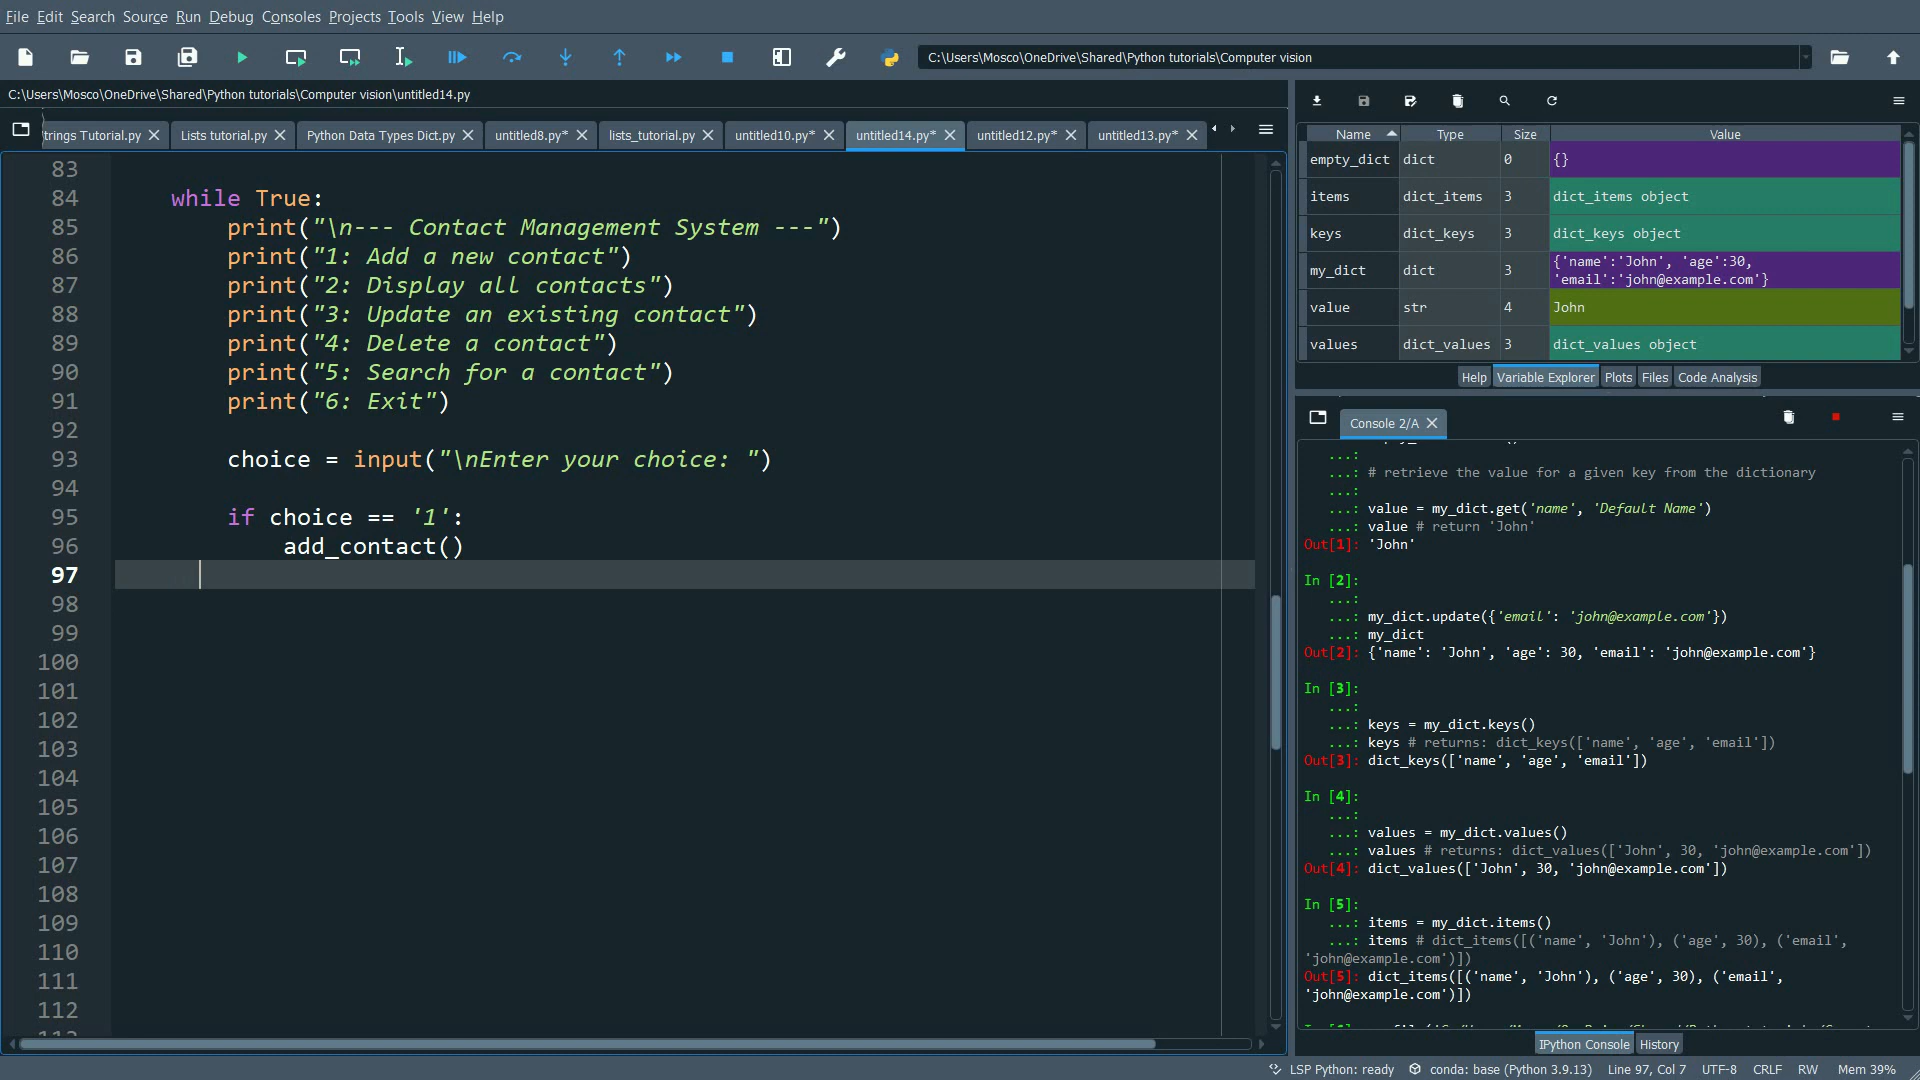 File Edit Search Source Run Debug Consoles Projects Tools View Help
C:\Users\Mosco\OneDrive\Shared\Python tutorials\Computer vision
C:\Users\Mosco\OneDrive\Shared\Python tutorials\Computer vision\untitled14.py
trings Tutorial.py Lists tutorial.py Python Data Types Dict.py untitled8.py* lists_tutorial.py untitled10.py* untitled14.py* untitled12.py* untitled13.py*
83
84 while True:
85 print("\n--- Contact Management System ---")
86 print("1: Add a new contact")
87 print("2: Display all contacts")
88 print("3: Update an existing contact")
89 print("4: Delete a contact")
90 print("5: Search for a contact")
91 print("6: Exit")
92
93 choice = input("\nEnter your choice: ")
94
95 if choice == '1':
96 add_contact()
97
98
99
100
101
102
103
104
105
106
107
108
109
110
111
112
Name Type Size Value
empty_dict dict 0 {}
items dict_items 3 dict_items object
keys dict_keys 3 dict_keys object
my_dict dict 3 {'name':'John', 'age':30,
'email':'john@example.com'}
value str 4 John
values dict_values 3 dict_values object
Help Variable Explorer Plots Files Code Analysis
Console 2/A
...:
...: # retrieve the value for a given key from the dictionary
...:
...: value = my_dict.get('name', 'Default Name')
...: value # return 'John'
Out[1]: 'John'
In [2]:
...:
...: my_dict.update({'email': 'john@example.com'})
...: my_dict
Out[2]: {'name': 'John', 'age': 30, 'email': 'john@example.com'}
In [3]:
...:
...: keys = my_dict.keys()
...: keys # returns: dict_keys(['name', 'age', 'email'])
Out[3]: dict_keys(['name', 'age', 'email'])
In [4]:
...:
...: values = my_dict.values()
...: values # returns: dict_values(['John', 30, 'john@example.com'])
Out[4]: dict_values(['John', 30, 'john@example.com'])
In [5]:
...: items = my_dict.items()
...: items # dict_items([('name', 'John'), ('age', 30), ('email',
'john@example.com')])
Out[5]: dict_items([('name', 'John'), ('age', 30), ('email',
'john@example.com')])
IPython Console History
LSP Python: ready conda: base (Python 3.9.13) Line 97, Col 7 UTF-8 CRLF RW Mem 39%